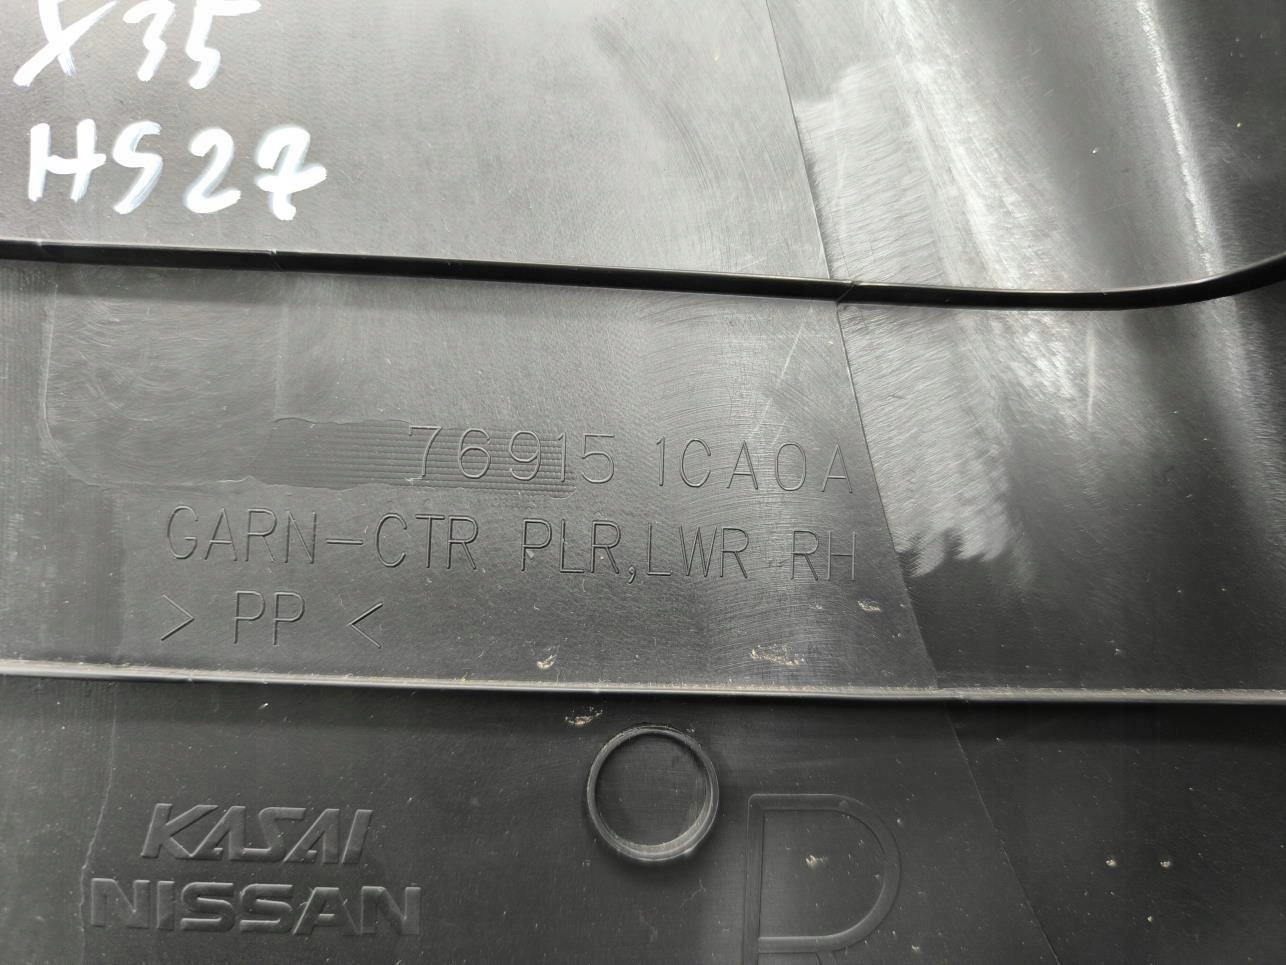 X35
HS27
76915 1CA0A
GARN-CTR PLR,LWR RH
> PP <
KASAI
NISSAN
R